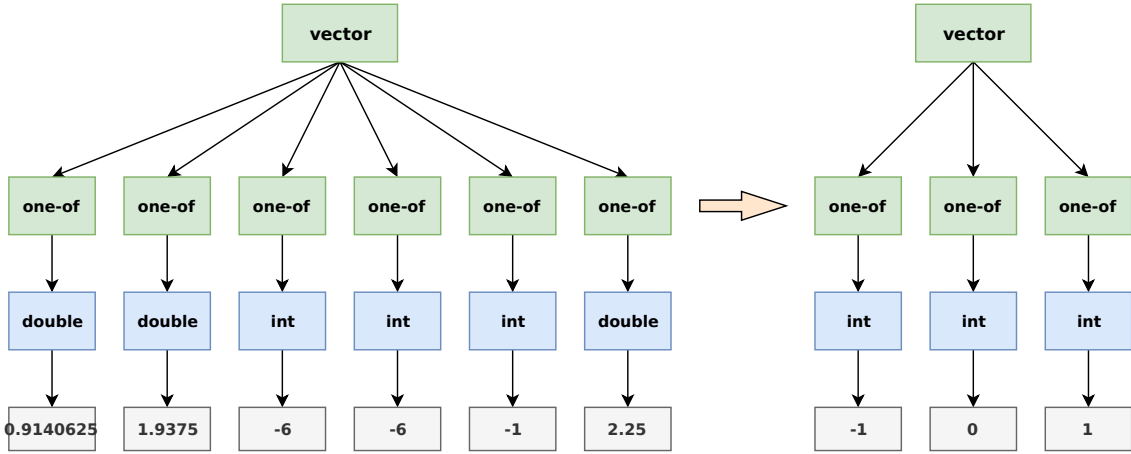 vector vector
one-of one-of one-of one-of one-of one-of one-of one-of one-of
double double int int int double int int int
0.9140625 1.9375 -6 -6 -1 2.25 -1 0 1